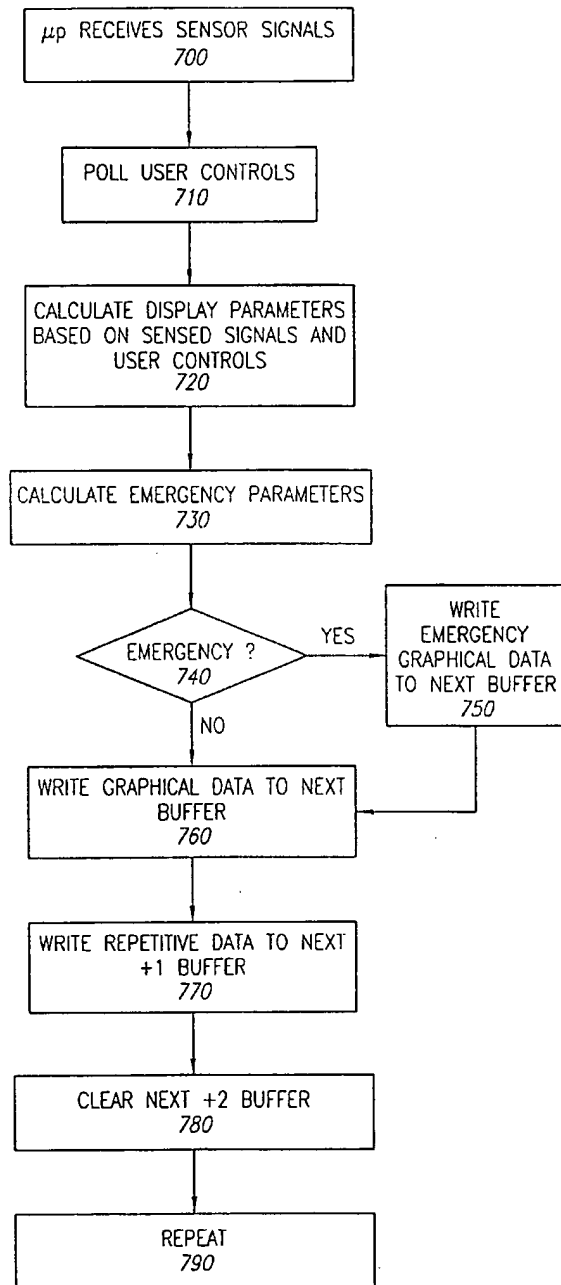 μp RECEIVES SENSOR SIGNALS
700
POLL USER CONTROLS
710
CALCULATE DISPLAY PARAMETERS
BASED ON SENSED SIGNALS AND
USER CONTROLS
720
CALCULATE EMERGENCY PARAMETERS
730
EMERGENCY ?
740
YES
WRITE
EMERGENCY
GRAPHICAL DATA
TO NEXT BUFFER
750
NO
WRITE GRAPHICAL DATA TO NEXT
BUFFER
760
WRITE REPETITIVE DATA TO NEXT
+1 BUFFER
770
CLEAR NEXT +2 BUFFER
780
REPEAT
790